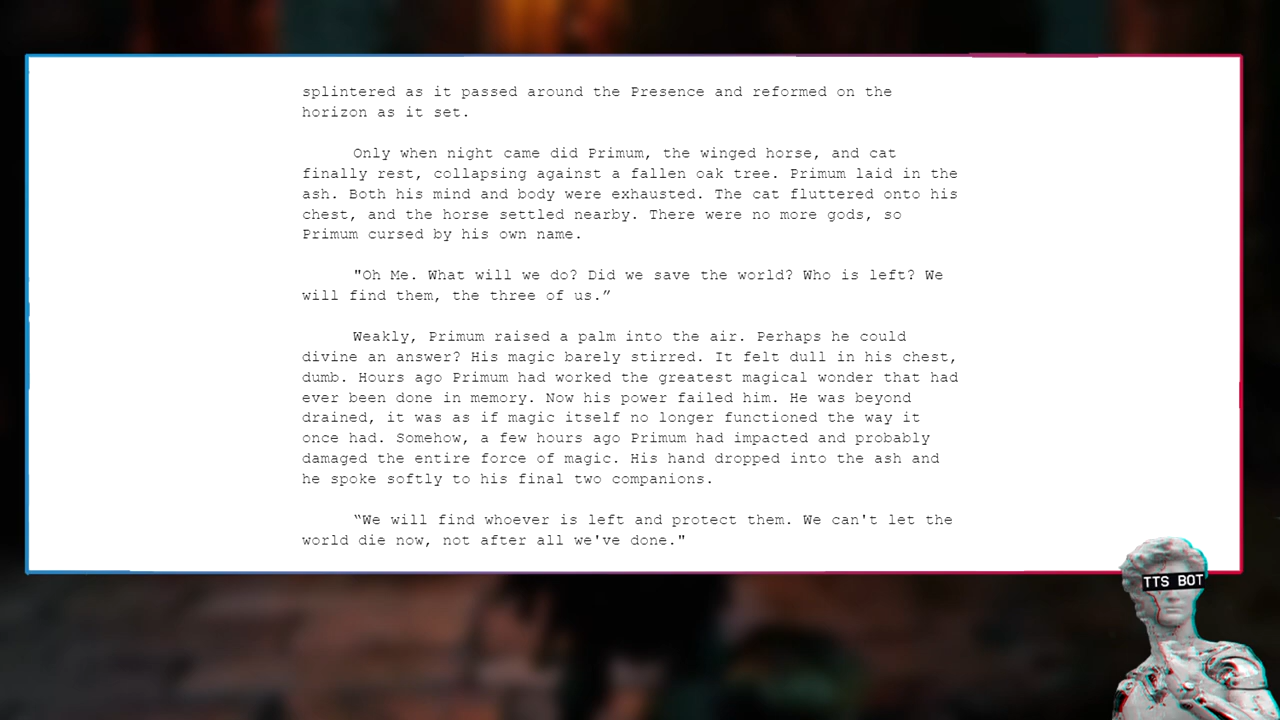 splintered as it passed around the Presence and reformed on the
horizon as it set.
Only when night came did Primum, the winged horse, and cat
finally rest, collapsing against a fallen oak tree. Primum laid in the
ash. Both his mind and body were exhausted. The cat fluttered onto his
chest, and the horse settled nearby. There were no more gods, so
Primum cursed by his own name.
"Oh Me. What will we do? Did we save the world? Who is left? We
will find them, the three of us.”
Weakly, Primum raised a palm into the air. Perhaps he could
divine an answer? His magic barely stirred. It felt dull in his chest,
dumb. Hours ago Primum had worked the greatest magical wonder that had
ever been done in memory. Now his power failed him. He was beyond
drained, it was as if magic itself no longer functioned the way it
once had. Somehow, a few hours ago Primum had impacted and probably
damaged the entire force of magic. His hand dropped into the ash and
he spoke softly to his final two companions.
“We will find whoever is left and protect them. We can't let the
world die now, not after all we've done."
TTS BOT